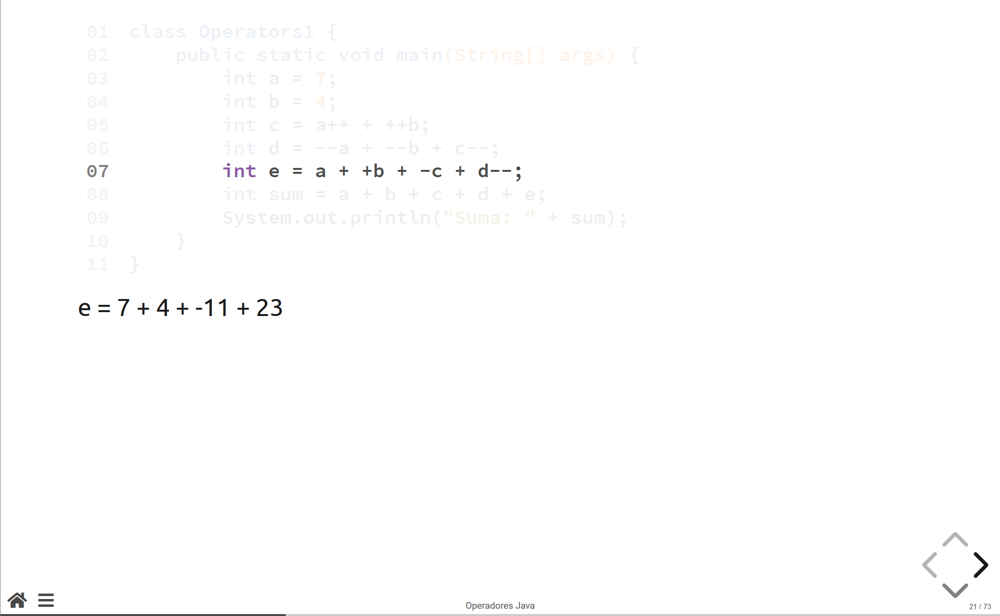 01 class Operators1 {
02     public static void main(String[] args) {
03         int a = 7;
04         int b = 4;
05         int c = a++ + ++b;
06         int d = --a + --b + c--;
07         int e = a + +b + -c + d--;
08         int sum = a + b + c + d + e;
09         System.out.println("Suma: " + sum);
10     }
11 }
e = 7 + 4 + -11 + 23
Operadores Java
21 / 73